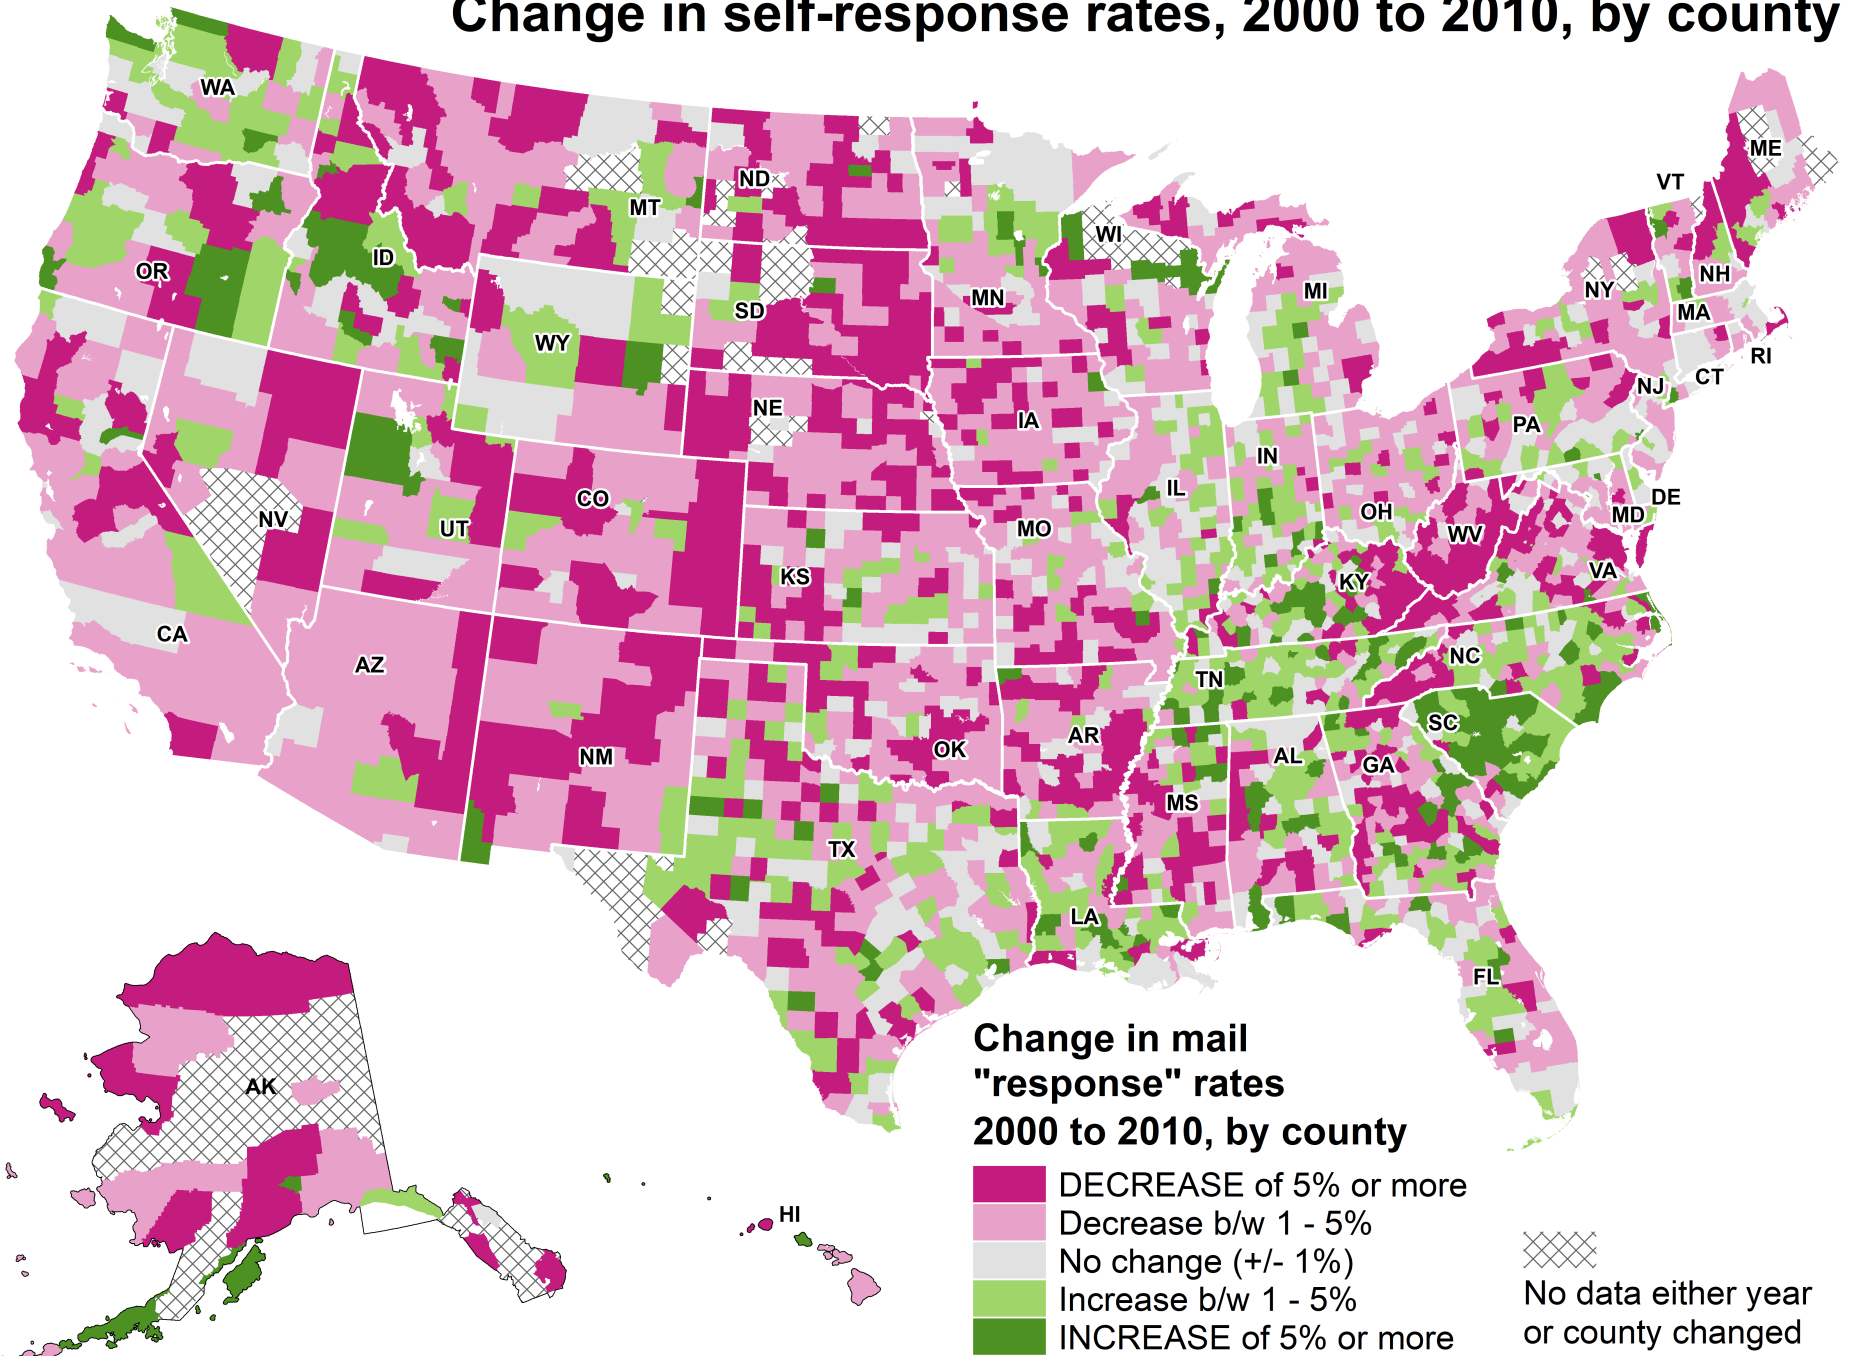 Change in self-response rates, 2000 to 2010, by county
WA
ME
VT
ND
MT
WI
OR
ID
NH
MI
NY
MN
SD
MA
WY
RI
CT
NJ
NE
IA
PA
IN
IL
CO
DE
OH
MD
NV
UT
MO
WV
KS
KY
VA
CA
AZ
NC
TN
SC
NM
OK
AR
AL
GA
MS
TX
LA
FL
AK
HI
Change in mail
"response" rates
2000 to 2010, by county
DECREASE of 5% or more
Decrease b/w 1 - 5%
No change (+/- 1%)
Increase b/w 1 - 5%
INCREASE of 5% or more
No data either year
or county changed